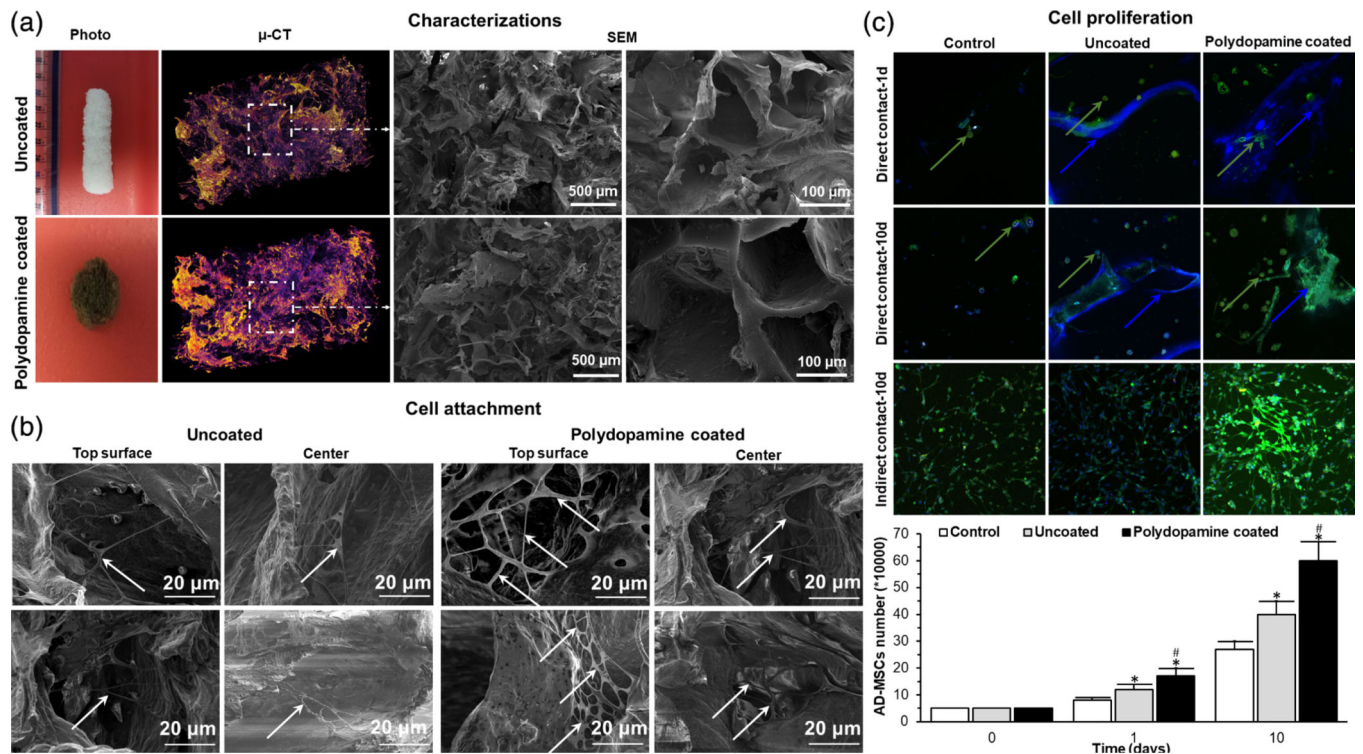 (a)
Characterizations
Photo
μ-CT
SEM
Uncoated
500 μm
100 μm
Polydopamine coated
500 μm
100 μm
Cell attachment
(b)
Uncoated
Polydopamine coated
Top surface
Center
Top surface
Center
20 μm
20 μm
20 μm
20 μm
20 μm
20 μm
20 μm
20 μm
(c)
Cell proliferation
Control
Uncoated
Polydopamine coated
Direct contact-1d
Direct contact-10d
Indirect contact-10d
Control
Uncoated
Polydopamine coated
AD-MSCs number (*10000)
70
60
50
40
30
20
10
0
*
#
*
*
#
*
0
1
10
Time (days)